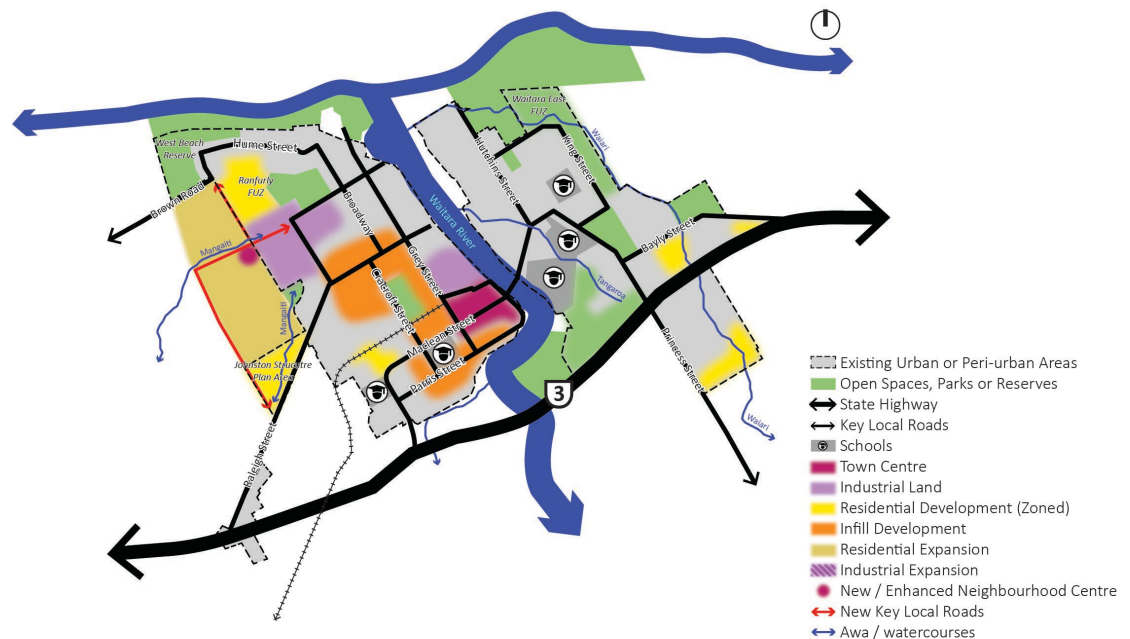 Waitara East
FUZ
Waiari
West Beach
Reserve
Hume Street
Hutchins Street
King Street
Ranfurly
FUZ
Brown Road
Broadway
Waitara River
Mangaiti
Grey Street
Bayly Street
Cracroft Street
Tangaroa
Mangaiti
Maclean Street
Princess Street
Johnston Structre
Plan Area
Parris Street
3
Raleigh Street
Waiari
Existing Urban or Peri-urban Areas
Open Spaces, Parks or Reserves
State Highway
Key Local Roads
Schools
Town Centre
Industrial Land
Residential Development (Zoned)
Infill Development
Residential Expansion
Industrial Expansion
New / Enhanced Neighbourhood Centre
New Key Local Roads
Awa / watercourses